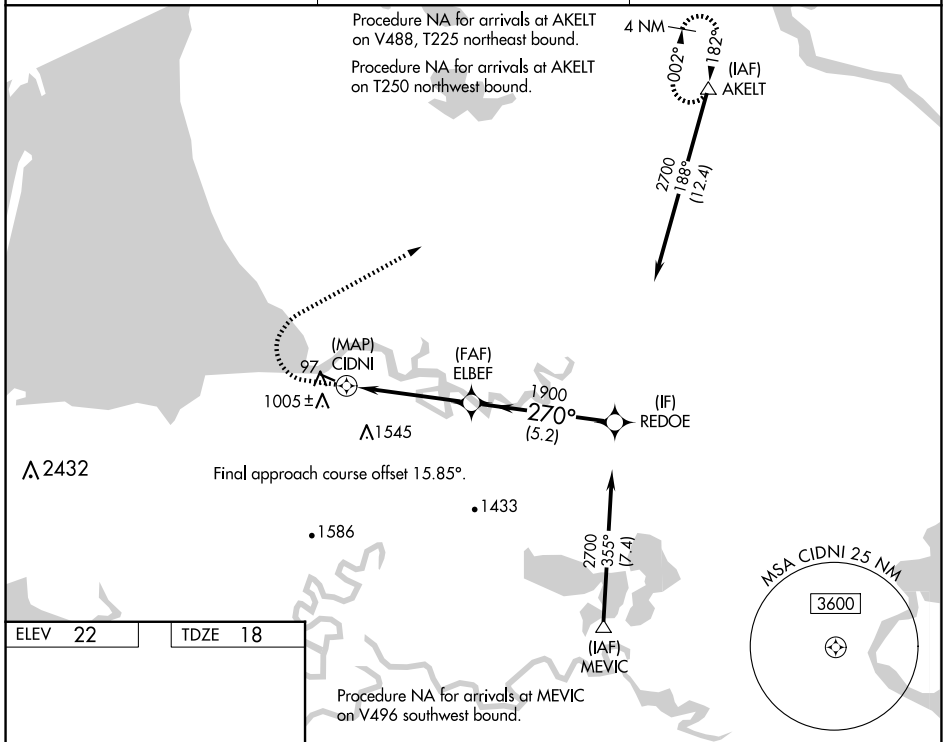 Procedure NA for arrivals at AKELT
on V488, T225 northeast bound.
Procedure NA for arrivals at AKELT
on T250 northwest bound.
4 NM
002°
182°
(IAF)
AKELT
2700
188°
(12.4)
(MAP)
CIDNI
97
1005 ±
(FAF)
ELBEF
1900
270°
(5.2)
(IF)
REDOE
1545
2432
Final approach course offset 15.85°.
1433
1586
2700
355°
(7.4)
MSA CIDNI 25 NM
3600
(IAF)
MEVIC
ELEV 22
TDZE 18
Procedure NA for arrivals at MEVIC
on V496 southwest bound.